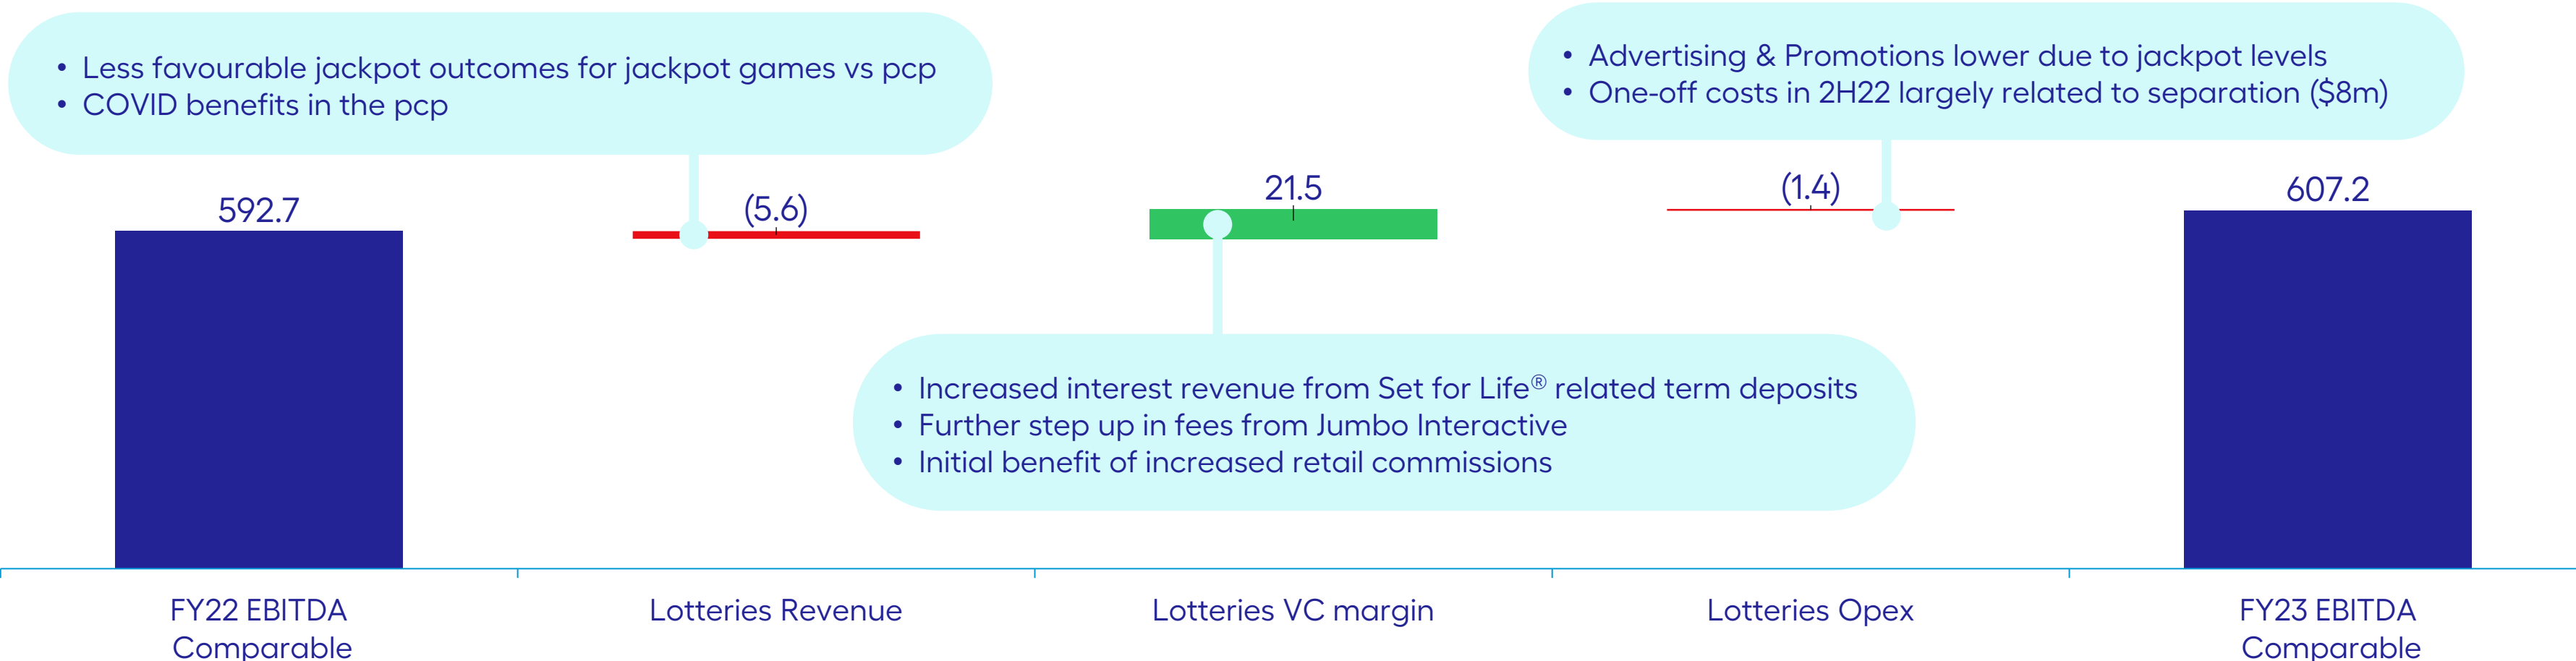 • Less favourable jackpot outcomes for jackpot games vs pcp
• COVID benefits in the pcp
• Advertising & Promotions lower due to jackpot levels
• One-off costs in 2H22 largely related to separation ($8m)
592.7
(5.6)
21.5
(1.4)
607.2
• Increased interest revenue from Set for Life® related term deposits
• Further step up in fees from Jumbo Interactive
• Initial benefit of increased retail commissions
FY22 EBITDA
Comparable
Lotteries Revenue
Lotteries VC margin
Lotteries Opex
FY23 EBITDA
Comparable